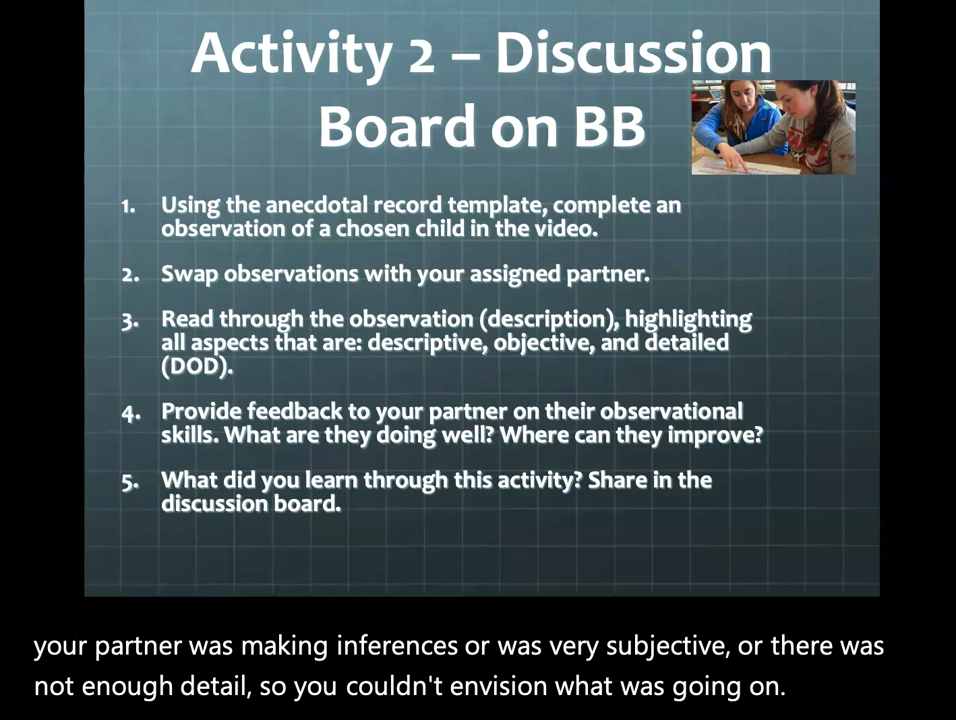 Activity 2 – Discussion
Board on BB
1. Using the anecdotal record template, complete an
observation of a chosen child in the video.
2. Swap observations with your assigned partner.
3. Read through the observation (description), highlighting
all aspects that are: descriptive, objective, and detailed
(DOD).
4. Provide feedback to your partner on their observational
skills. What are they doing well? Where can they improve?
5. What did you learn through this activity? Share in the
discussion board.
your partner was making inferences or was very subjective, or there was
not enough detail, so you couldn't envision what was going on.